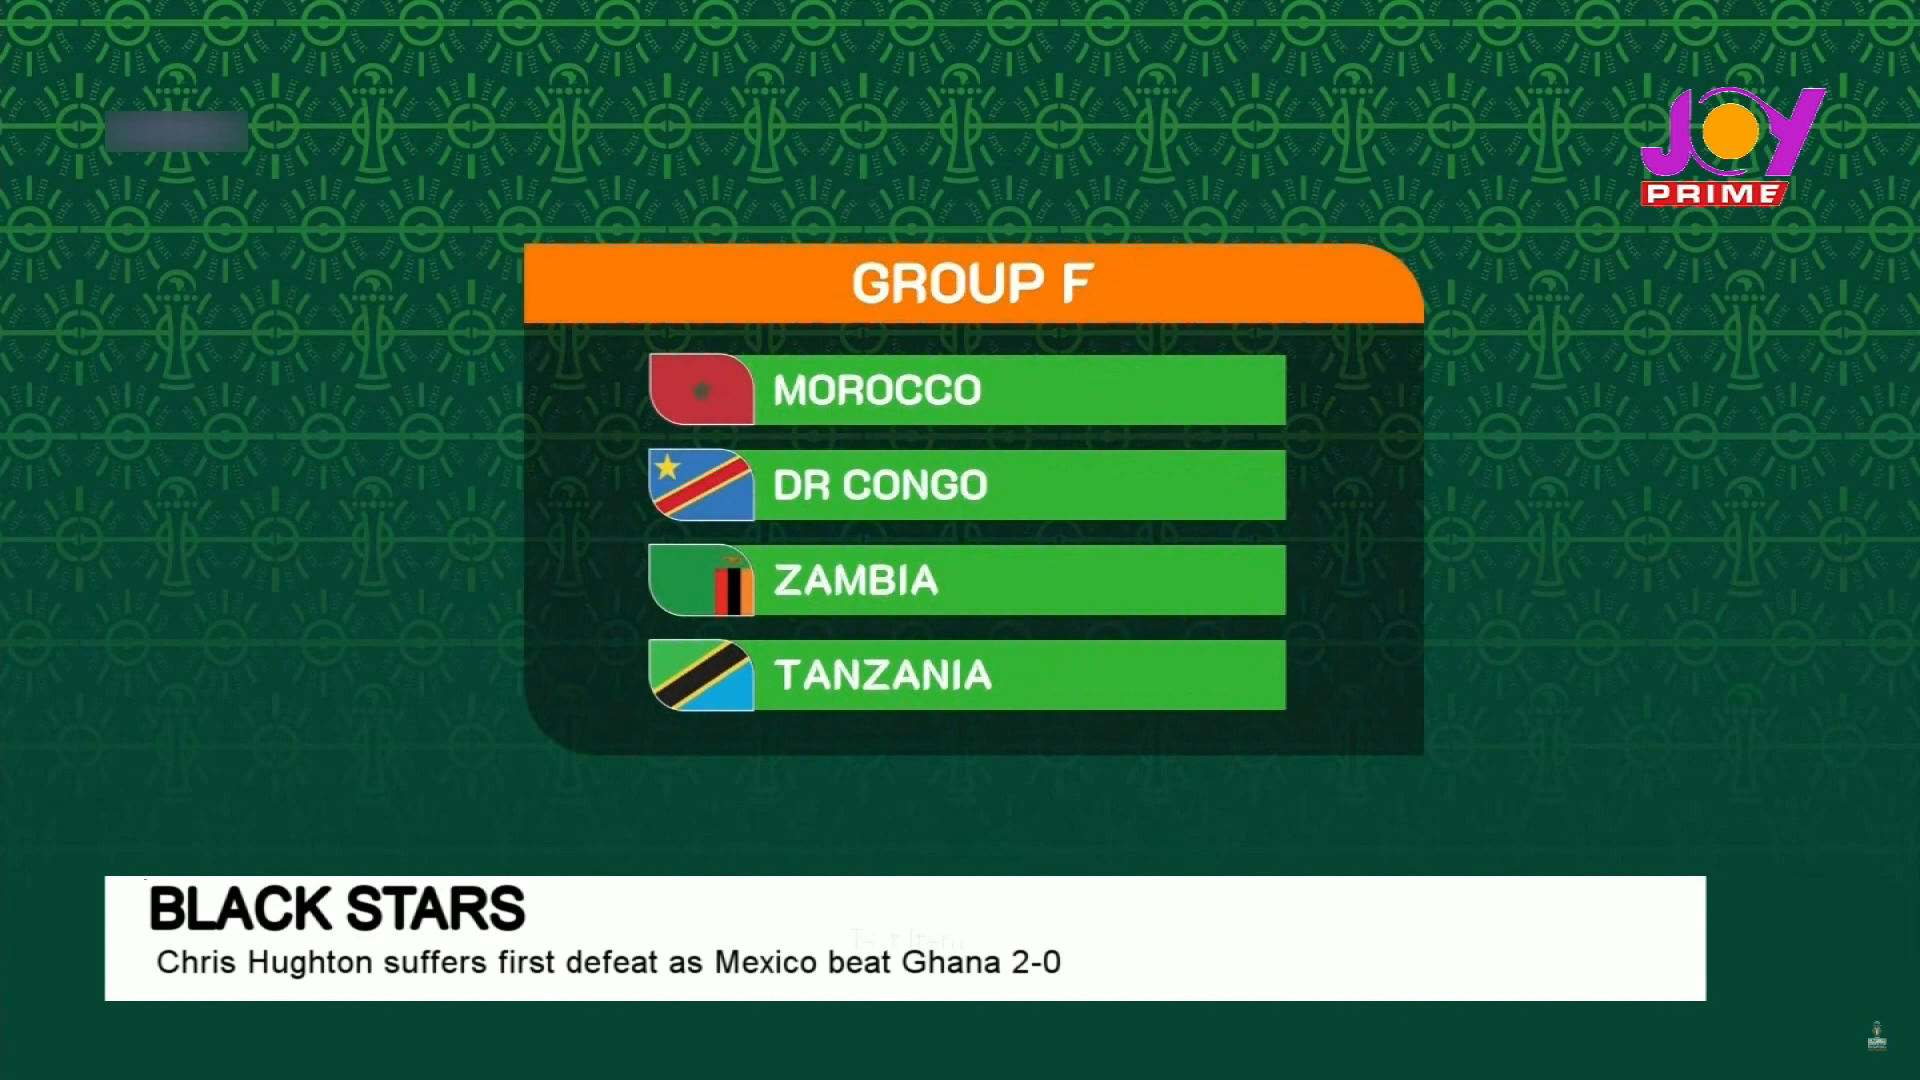 JOY
PRIME
GROUP F
MOROCCO
DR CONGO
ZAMBIA
TANZANIA
BLACK STARS
Chris Hughton suffers first defeat as Mexico beat Ghana 2-0